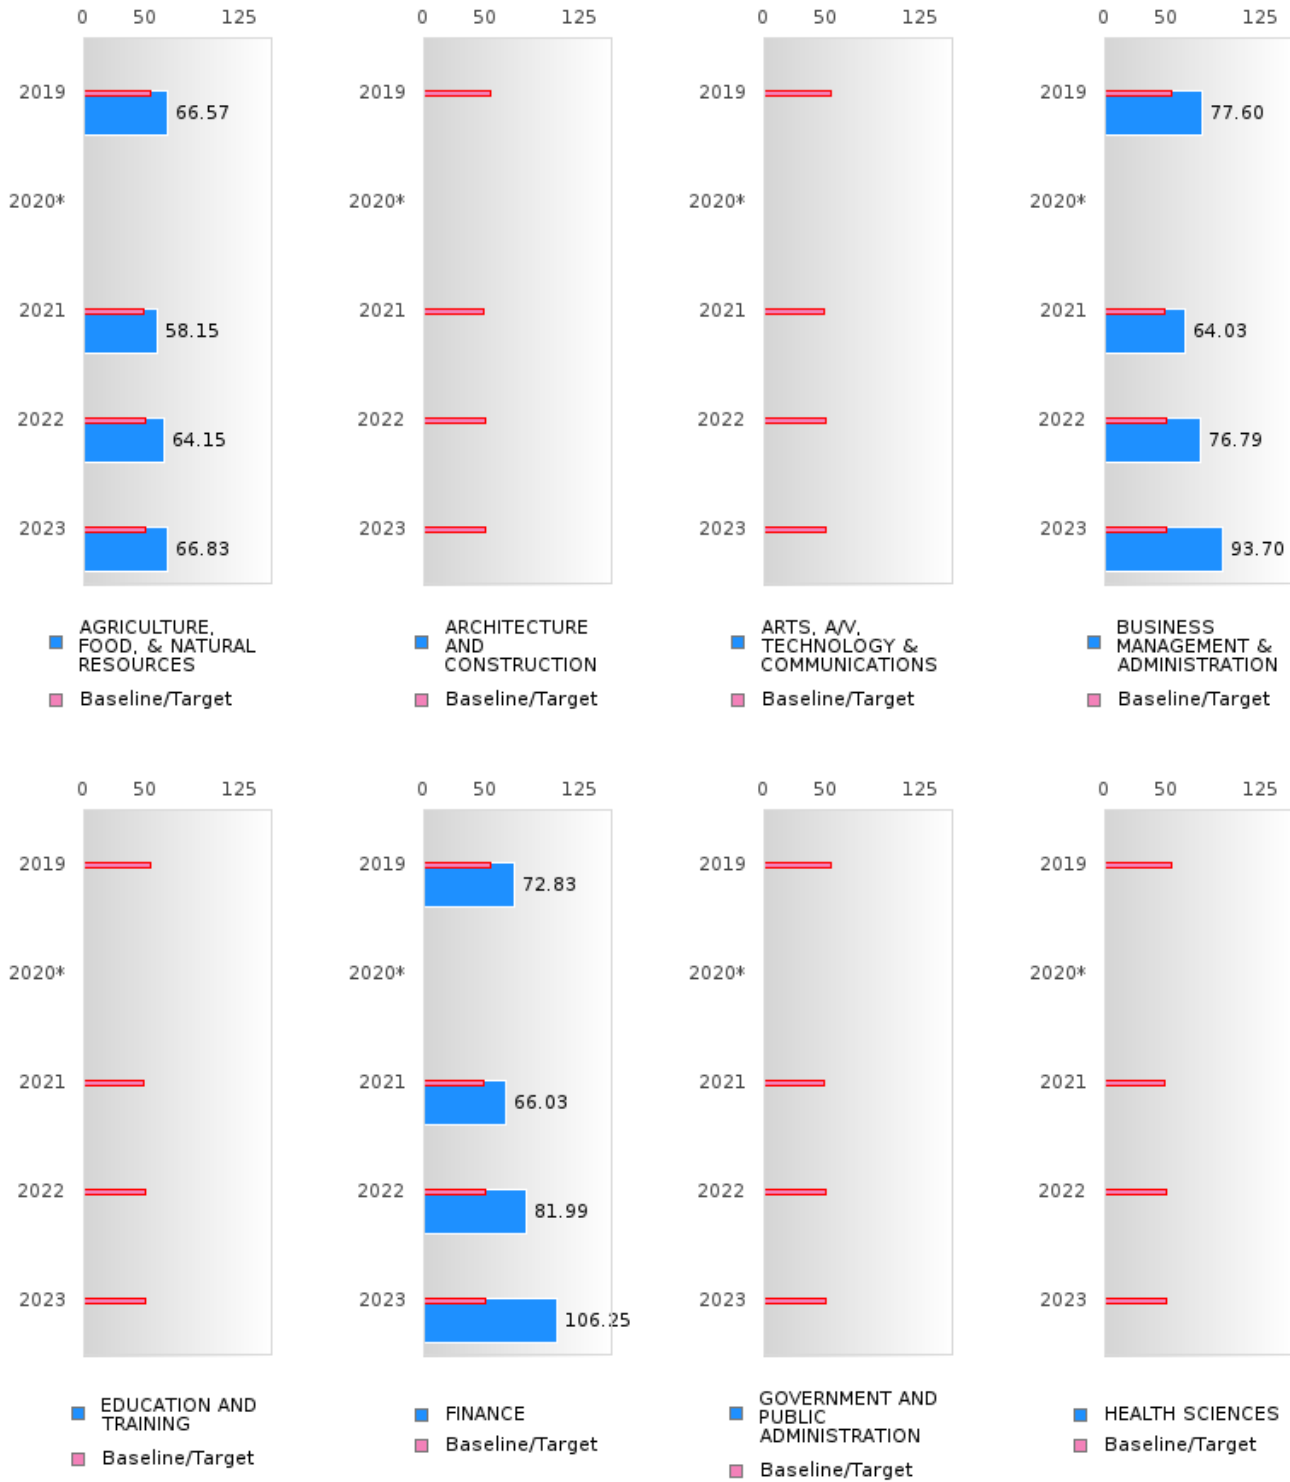 0 50 125
2019
66.57
2020*
2021
58.15
2022
64.15
2023
66.83
AGRICULTURE,
FOOD, & NATURAL
RESOURCES
Baseline/Target
0 50 125
2019
2020*
2021
2022
2023
ARCHITECTURE
AND
CONSTRUCTION
Baseline/Target
0 50 125
2019
2020*
2021
2022
2023
ARTS, A/V,
TECHNOLOGY &
COMMUNICATIONS
Baseline/Target
0 50 125
2019
77.60
2020*
2021
64.03
2022
76.79
2023
93.70
BUSINESS
MANAGEMENT &
ADMINISTRATION
Baseline/Target
0 50 125
2019
2020*
2021
2022
2023
EDUCATION AND
TRAINING
Baseline/Target
0 50 125
2019
72.83
2020*
2021
66.03
2022
81.99
2023
106.25
FINANCE
Baseline/Target
0 50 125
2019
2020*
2021
2022
2023
GOVERNMENT AND
PUBLIC
ADMINISTRATION
Baseline/Target
0 50 125
2019
2020*
2021
2022
2023
HEALTH SCIENCES
Baseline/Target